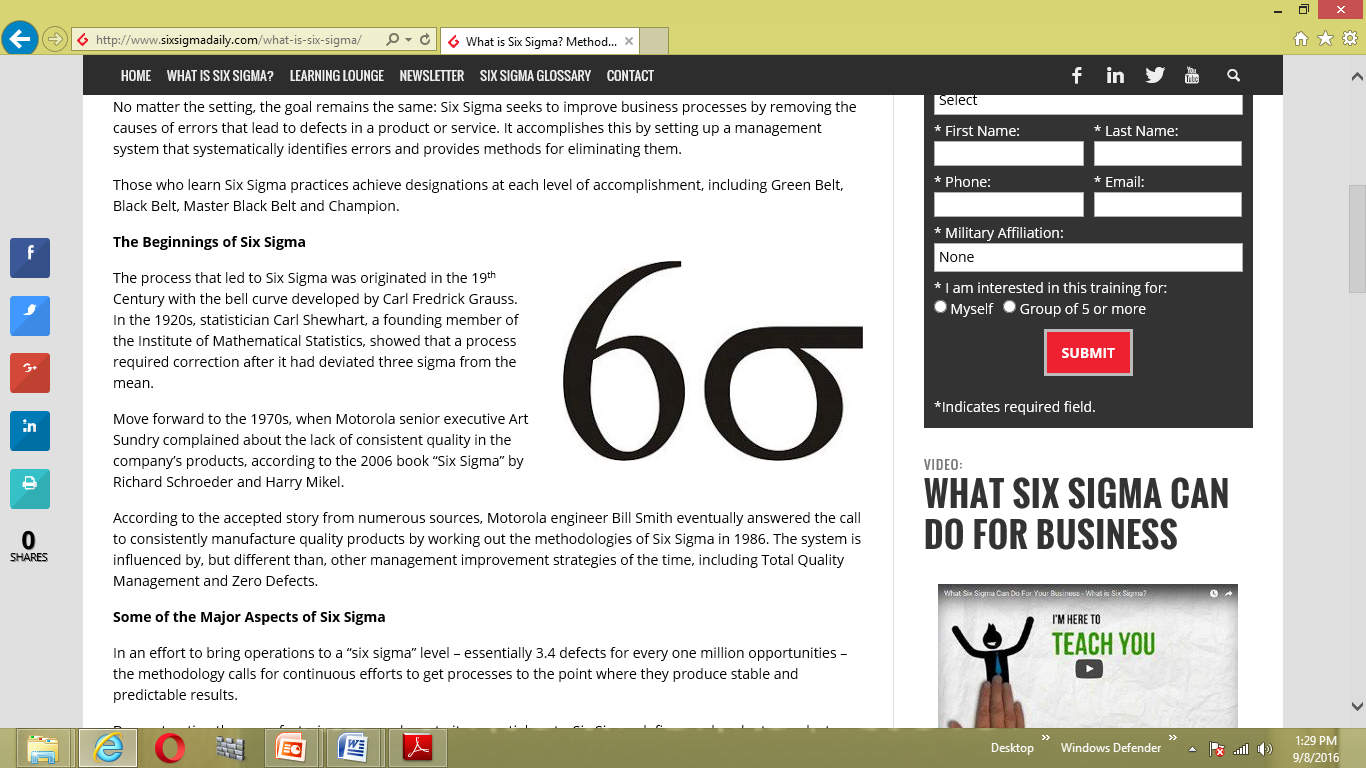 http://www.sixsigmadaily.com/what-is-six-sigma/
What is Six Sigma? Method...
HOME WHAT IS SIX SIGMA? LEARNING LOUNGE NEWSLETTER SIX SIGMA GLOSSARY CONTACT
You Tube
No matter the setting, the goal remains the same: Six Sigma seeks to improve business processes by removing the
causes of errors that lead to defects in a product or service. It accomplishes this by setting up a management
system that systematically identifies errors and provides methods for eliminating them.
Those who learn Six Sigma practices achieve designations at each level of accomplishment, including Green Belt,
Black Belt, Master Black Belt and Champion.
The Beginnings of Six Sigma
The process that led to Six Sigma was originated in the 19th
Century with the bell curve developed by Carl Fredrick Grauss.
In the 1920s, statistician Carl Shewhart, a founding member of
the Institute of Mathematical Statistics, showed that a process
required correction after it had deviated three sigma from the
mean.
6σ
Move forward to the 1970s, when Motorola senior executive Art
Sundry complained about the lack of consistent quality in the
company’s products, according to the 2006 book “Six Sigma” by
Richard Schroeder and Harry Mikel.
According to the accepted story from numerous sources, Motorola engineer Bill Smith eventually answered the call
to consistently manufacture quality products by working out the methodologies of Six Sigma in 1986. The system is
influenced by, but different than, other management improvement strategies of the time, including Total Quality
Management and Zero Defects.
Some of the Major Aspects of Six Sigma
In an effort to bring operations to a “six sigma” level – essentially 3.4 defects for every one million opportunities –
the methodology calls for continuous efforts to get processes to the point where they produce stable and
predictable results.
0
SHARES
Select
* First Name: * Last Name:
* Phone: * Email:
* Military Affiliation:
None
* I am interested in this training for:
Myself Group of 5 or more
SUBMIT
*Indicates required field.
VIDEO:
WHAT SIX SIGMA CAN
DO FOR BUSINESS
What Six Sigma Can Do For Your Business - What is Six Sigma?
I'M HERE TO
TEACH YOU
Desktop Windows Defender
1:29 PM
9/8/2016